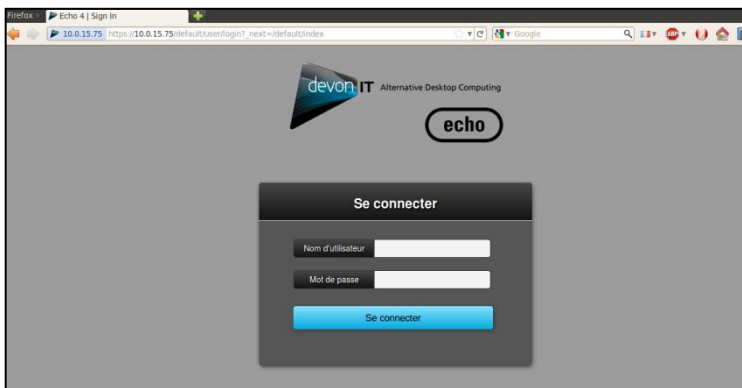 Firefox
Echo 4 | Sign In
10.0.15.75 https://10.0.15.75/default/user/login?_next=/default/index
Google
ABP
devon IT Alternative Desktop Computing
echo
Se connecter
Nom d'utilisateur
Mot de passe
Se connecter